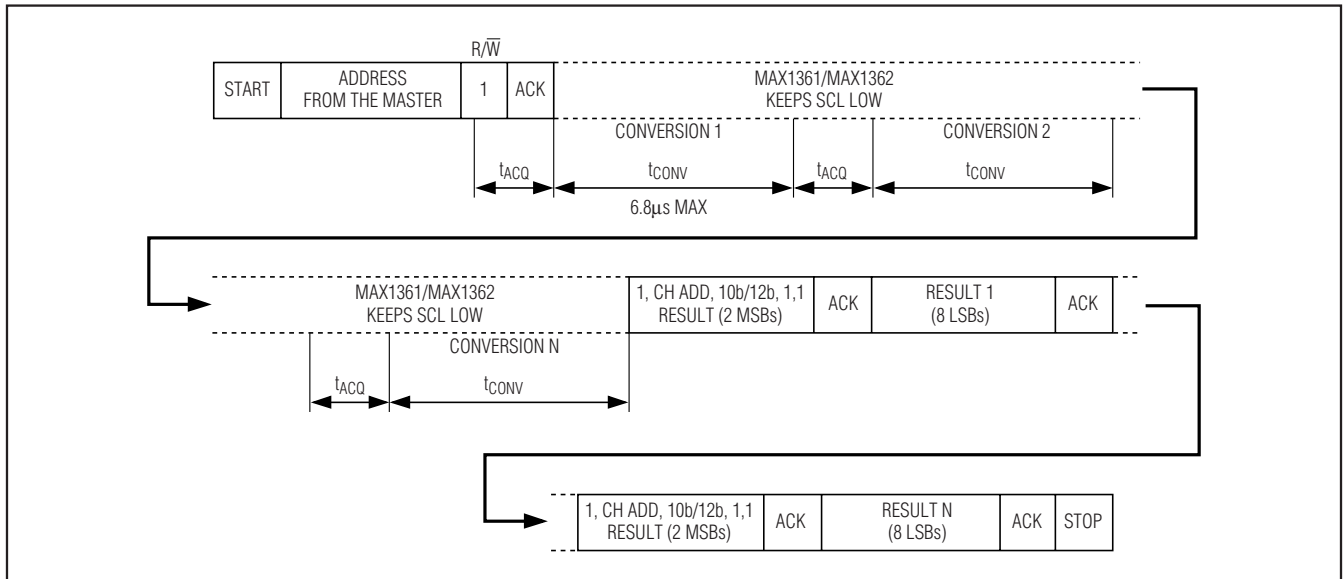 R/W̅
START
ADDRESS
FROM THE MASTER
1
ACK
MAX1361/MAX1362
KEEPS SCL LOW
CONVERSION 1
CONVERSION 2
tACQ
tCONV
tACQ
tCONV
6.8μs MAX
MAX1361/MAX1362
KEEPS SCL LOW
1, CH ADD, 10b/12b, 1,1
RESULT (2 MSBs)
ACK
RESULT 1
(8 LSBs)
ACK
CONVERSION N
tACQ
tCONV
1, CH ADD, 10b/12b, 1,1
RESULT (2 MSBs)
ACK
RESULT N
(8 LSBs)
ACK
STOP